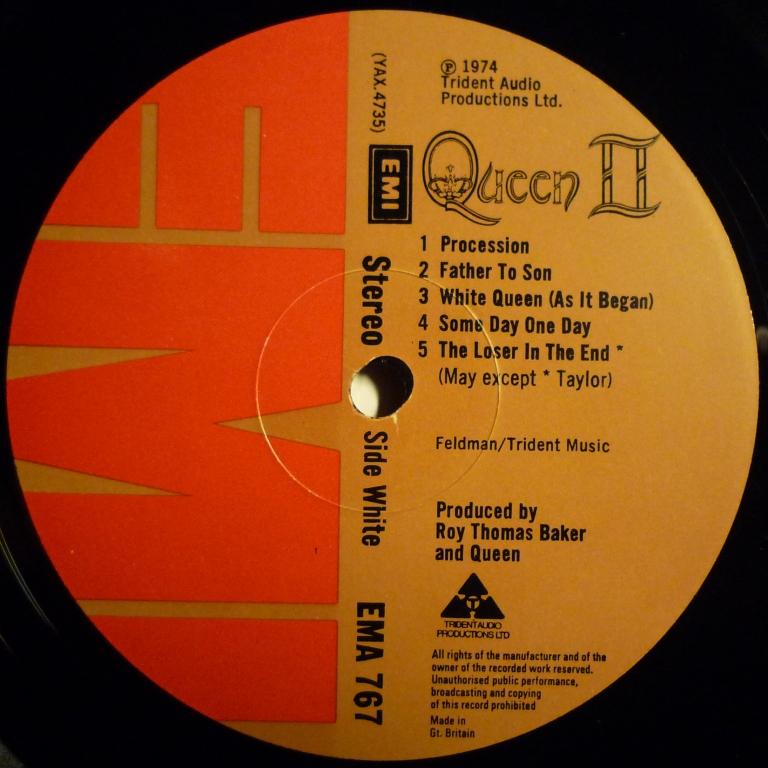 ℗ 1974
Trident Audio
Productions Ltd.
(YAX.4735)
EMI
Queen II
1 Procession
2 Father To Son
3 White Queen (As It Began)
4 Some Day One Day
5 The Loser In The End *
(May except * Taylor)
Stereo
Side White
EMA 767
Feldman/Trident Music
Produced by
Roy Thomas Baker
and Queen
TRIDENT AUDIO
PRODUCTIONS LTD
All rights of the manufacturer and of the
owner of the recorded work reserved.
Unauthorised public performance,
broadcasting and copying
of this record prohibited
Made in
Gt. Britain
EMI